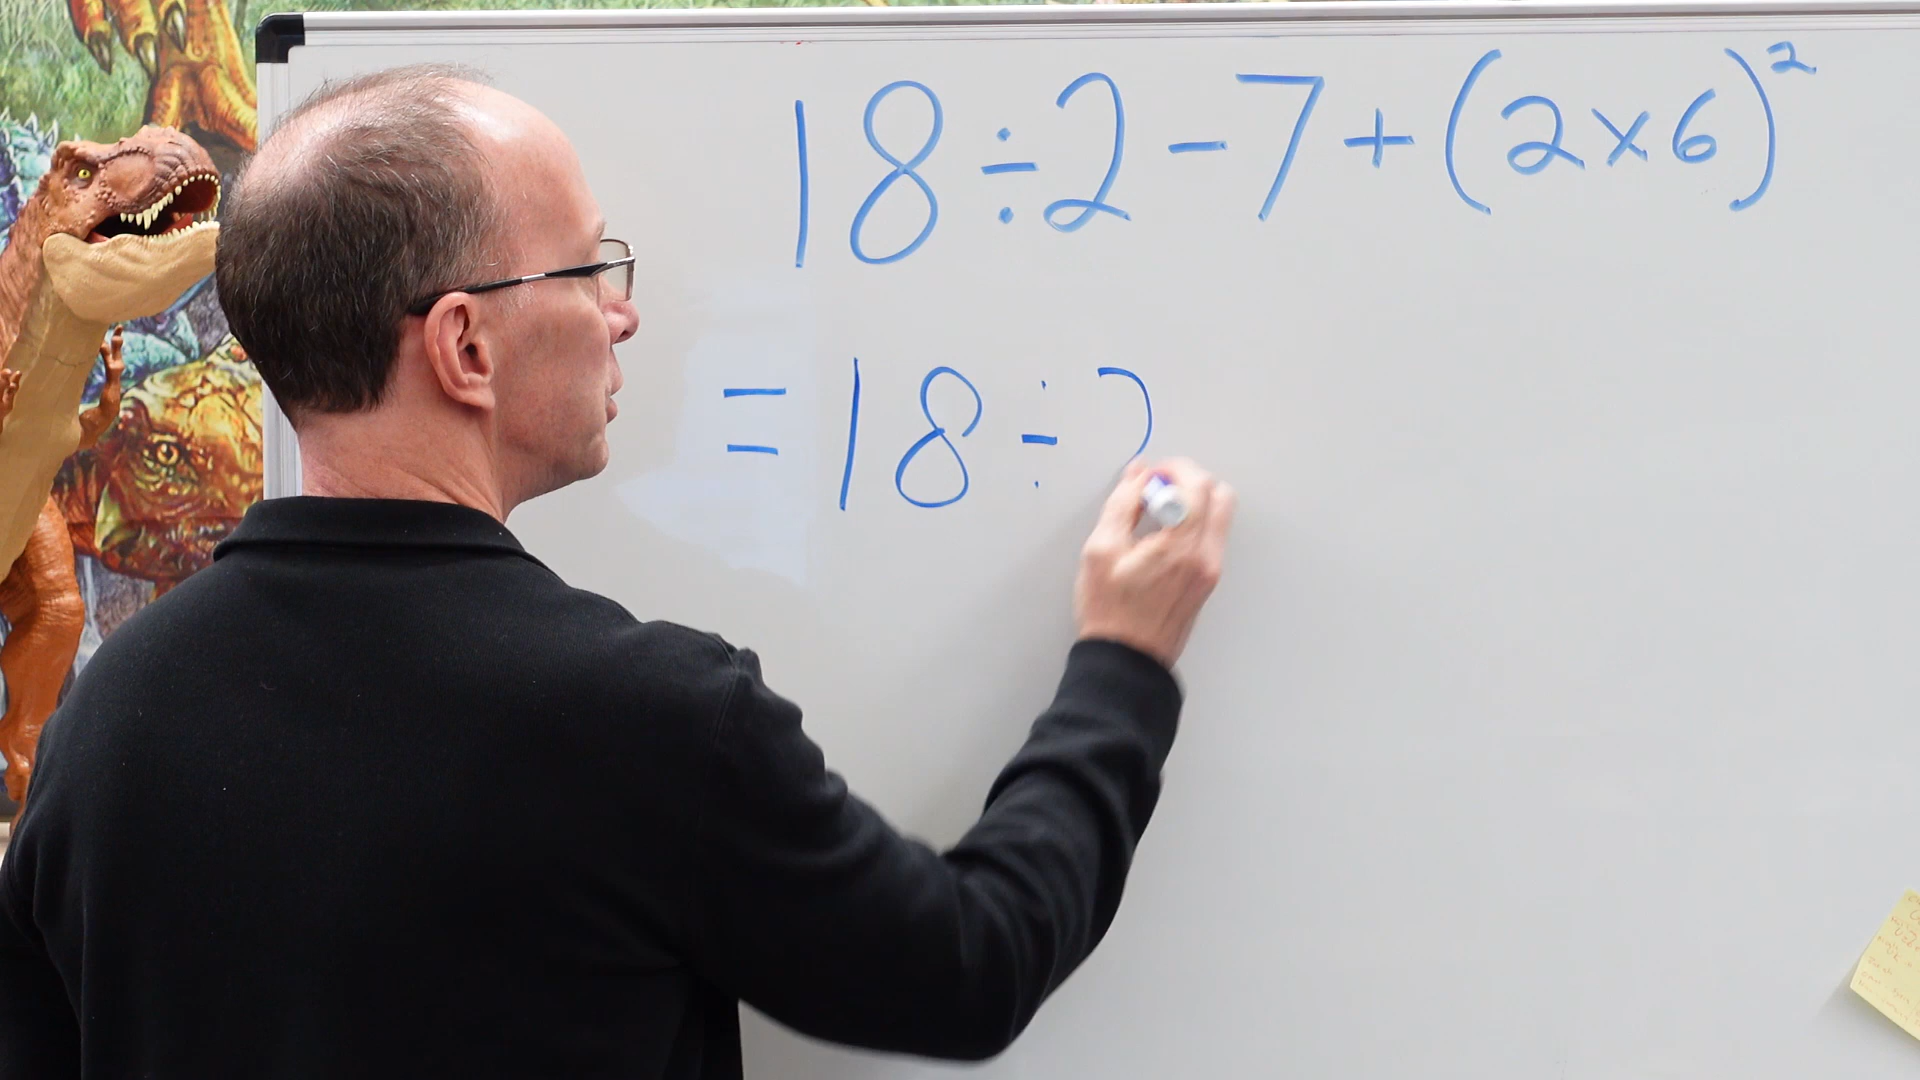 18 ÷ 2 - 7 + (2 × 6)²
= 18 ÷ 2